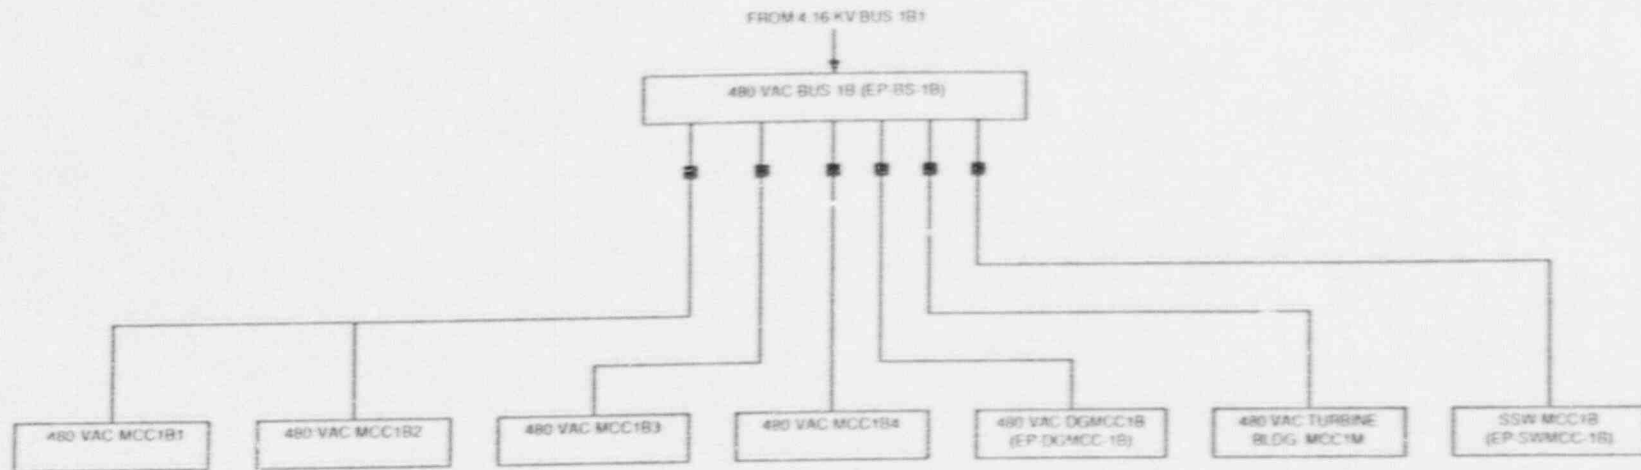 FROM 4.16 KV BUS 1B1
480 VAC BUS 1B (EP-BS-1B)
480 VAC MCC1B1
480 VAC MCC1B2
480 VAC MCC1B3
480 VAC MCC1B4
480 VAC DGMCC1B
(EP-DGMCC-1B)
480 VAC TURBINE
BLDG. MCC1M
SSW MCC1B
(EP-SWMCC-1B)